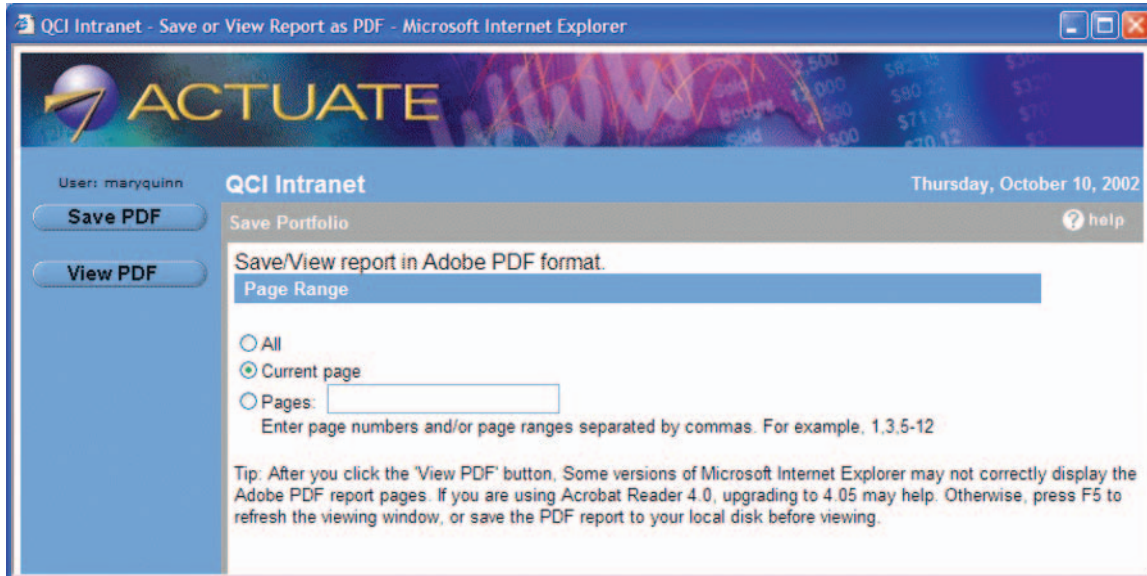 QCI Intranet - Save or View Report as PDF - Microsoft Internet Explorer
ACTUATE
User: maryquinn
QCI Intranet
Thursday, October 10, 2002
Save PDF
Save Portfolio
? help
View PDF
Save/View report in Adobe PDF format.
Page Range
All
Current page
Pages:
Enter page numbers and/or page ranges separated by commas. For example, 1,3,5-12
Tip: After you click the 'View PDF' button, Some versions of Microsoft Internet Explorer may not correctly display the
Adobe PDF report pages. If you are using Acrobat Reader 4.0, upgrading to 4.05 may help. Otherwise, press F5 to
refresh the viewing window, or save the PDF report to your local disk before viewing.